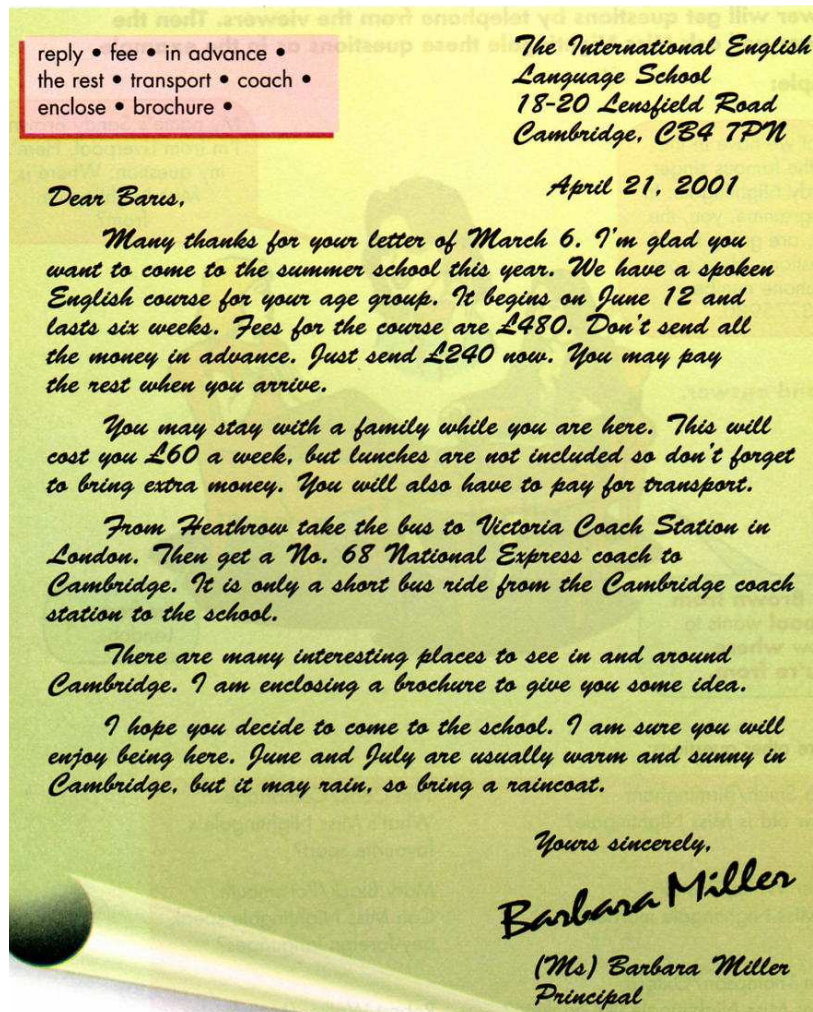 reply • fee • in advance •
the rest • transport • coach •
enclose • brochure •
The International English
Language School
18-20 Lensfield Road
Cambridge, CB4 7PN
April 21, 2001
Dear Barıs,
Many thanks for your letter of March 6. I'm glad you
want to come to the summer school this year. We have a spoken
English course for your age group. It begins on June 12 and
lasts six weeks. Fees for the course are £480. Don't send all
the money in advance. Just send £240 now. You may pay
the rest when you arrive.
You may stay with a family while you are here. This will
cost you £60 a week, but lunches are not included so don't forget
to bring extra money. You will also have to pay for transport.
From Heathrow take the bus to Victoria Coach Station in
London. Then get a No. 68 National Express coach to
Cambridge. It is only a short bus ride from the Cambridge coach
station to the school.
There are many interesting places to see in and around
Cambridge. I am enclosing a brochure to give you some idea.
I hope you decide to come to the school. I am sure you will
enjoy being here. June and July are usually warm and sunny in
Cambridge, but it may rain, so bring a raincoat.
Yours sincerely,
Barbara Miller
(Ms) Barbara Miller
Principal